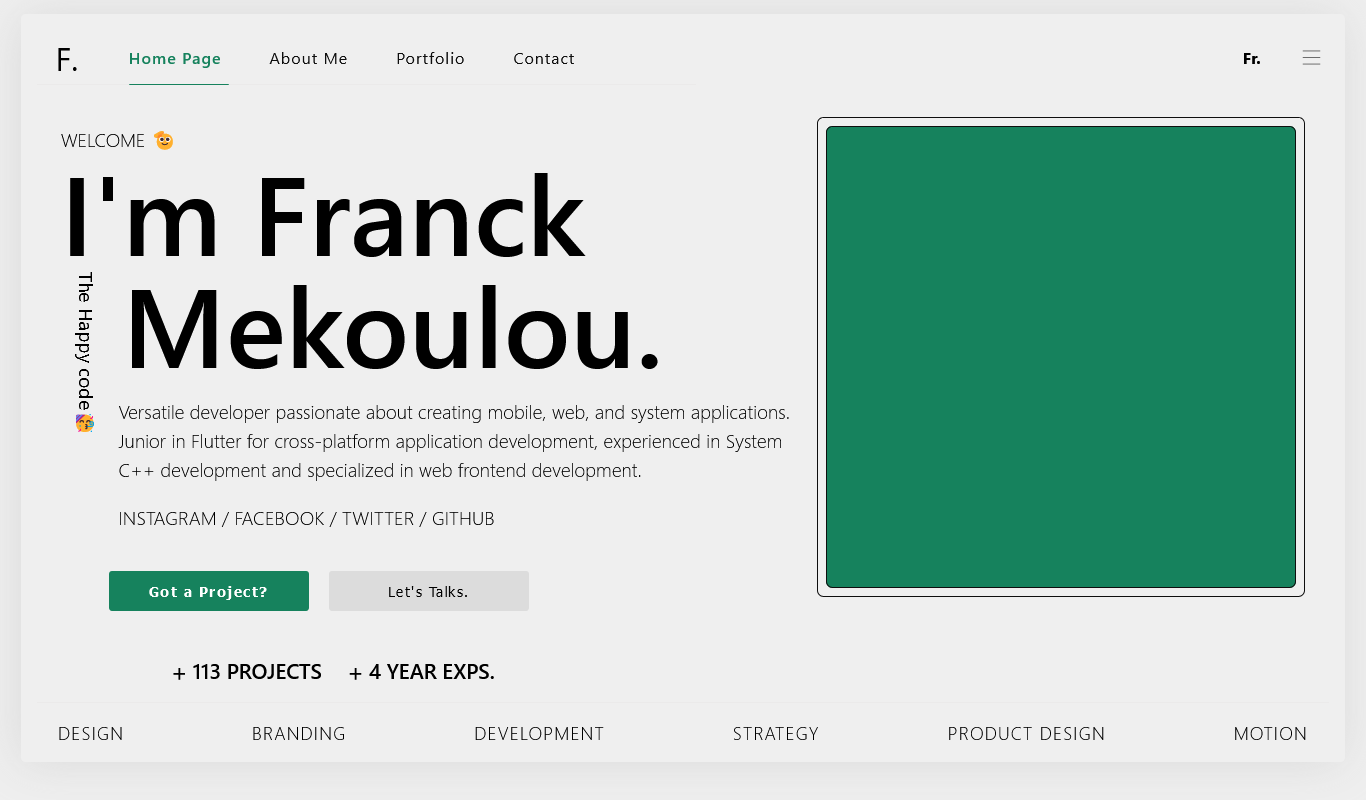 F. Home Page About Me Portfolio Contact Fr.
WELCOME
I'm Franck
Mekoulou.
The Happy code
Versatile developer passionate about creating mobile, web, and system applications.
Junior in Flutter for cross-platform application development, experienced in System
C++ development and specialized in web frontend development.
INSTAGRAM / FACEBOOK / TWITTER / GITHUB
Got a Project? Let's Talks.
+ 113 PROJECTS + 4 YEAR EXPS.
DESIGN BRANDING DEVELOPMENT STRATEGY PRODUCT DESIGN MOTION